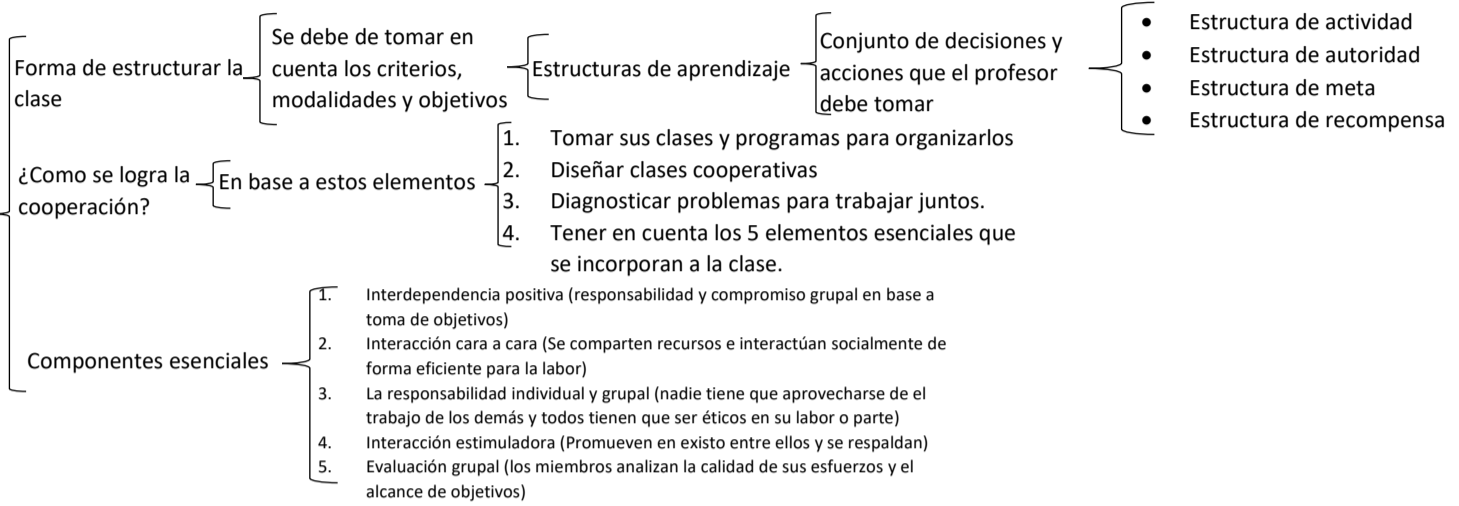 Forma de estructurar la
clase
Se debe de tomar en
cuenta los criterios,
modalidades y objetivos
Estructuras de aprendizaje
Conjunto de decisiones y
acciones que el profesor
debe tomar
• Estructura de actividad
• Estructura de autoridad
• Estructura de meta
• Estructura de recompensa
¿Como se logra la
cooperación?
En base a estos elementos
1. Tomar sus clases y programas para organizarlos
2. Diseñar clases cooperativas
3. Diagnosticar problemas para trabajar juntos.
4. Tener en cuenta los 5 elementos esenciales que
se incorporan a la clase.
Componentes esenciales
1. Interdependencia positiva (responsabilidad y compromiso grupal en base a
toma de objetivos)
2. Interacción cara a cara (Se comparten recursos e interactúan socialmente de
forma eficiente para la labor)
3. La responsabilidad individual y grupal (nadie tiene que aprovecharse de el
trabajo de los demás y todos tienen que ser éticos en su labor o parte)
4. Interacción estimuladora (Promueven en existo entre ellos y se respaldan)
5. Evaluación grupal (los miembros analizan la calidad de sus esfuerzos y el
alcance de objetivos)